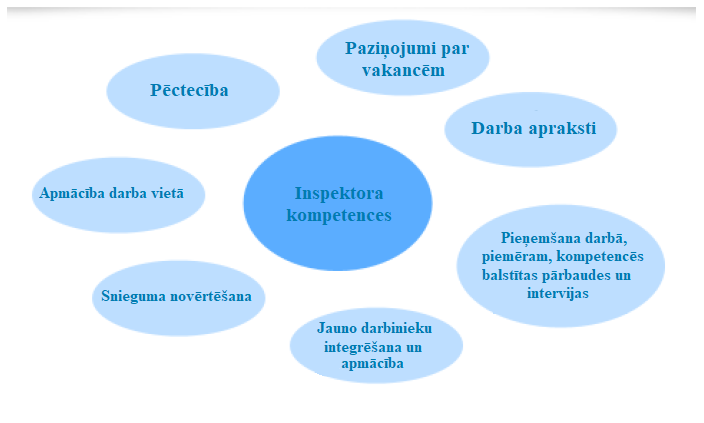 Paziņojumi par
vakancēm
Pēctecība
Darba apraksti
Apmācība darba vietā
Inspektora
kompetences
Pieņemšana darbā,
piemēram, kompetencēs
balstītas pārbaudes un
intervijas
Snieguma novērtēšana
Jauno darbinieku
integrēšana un
apmācība